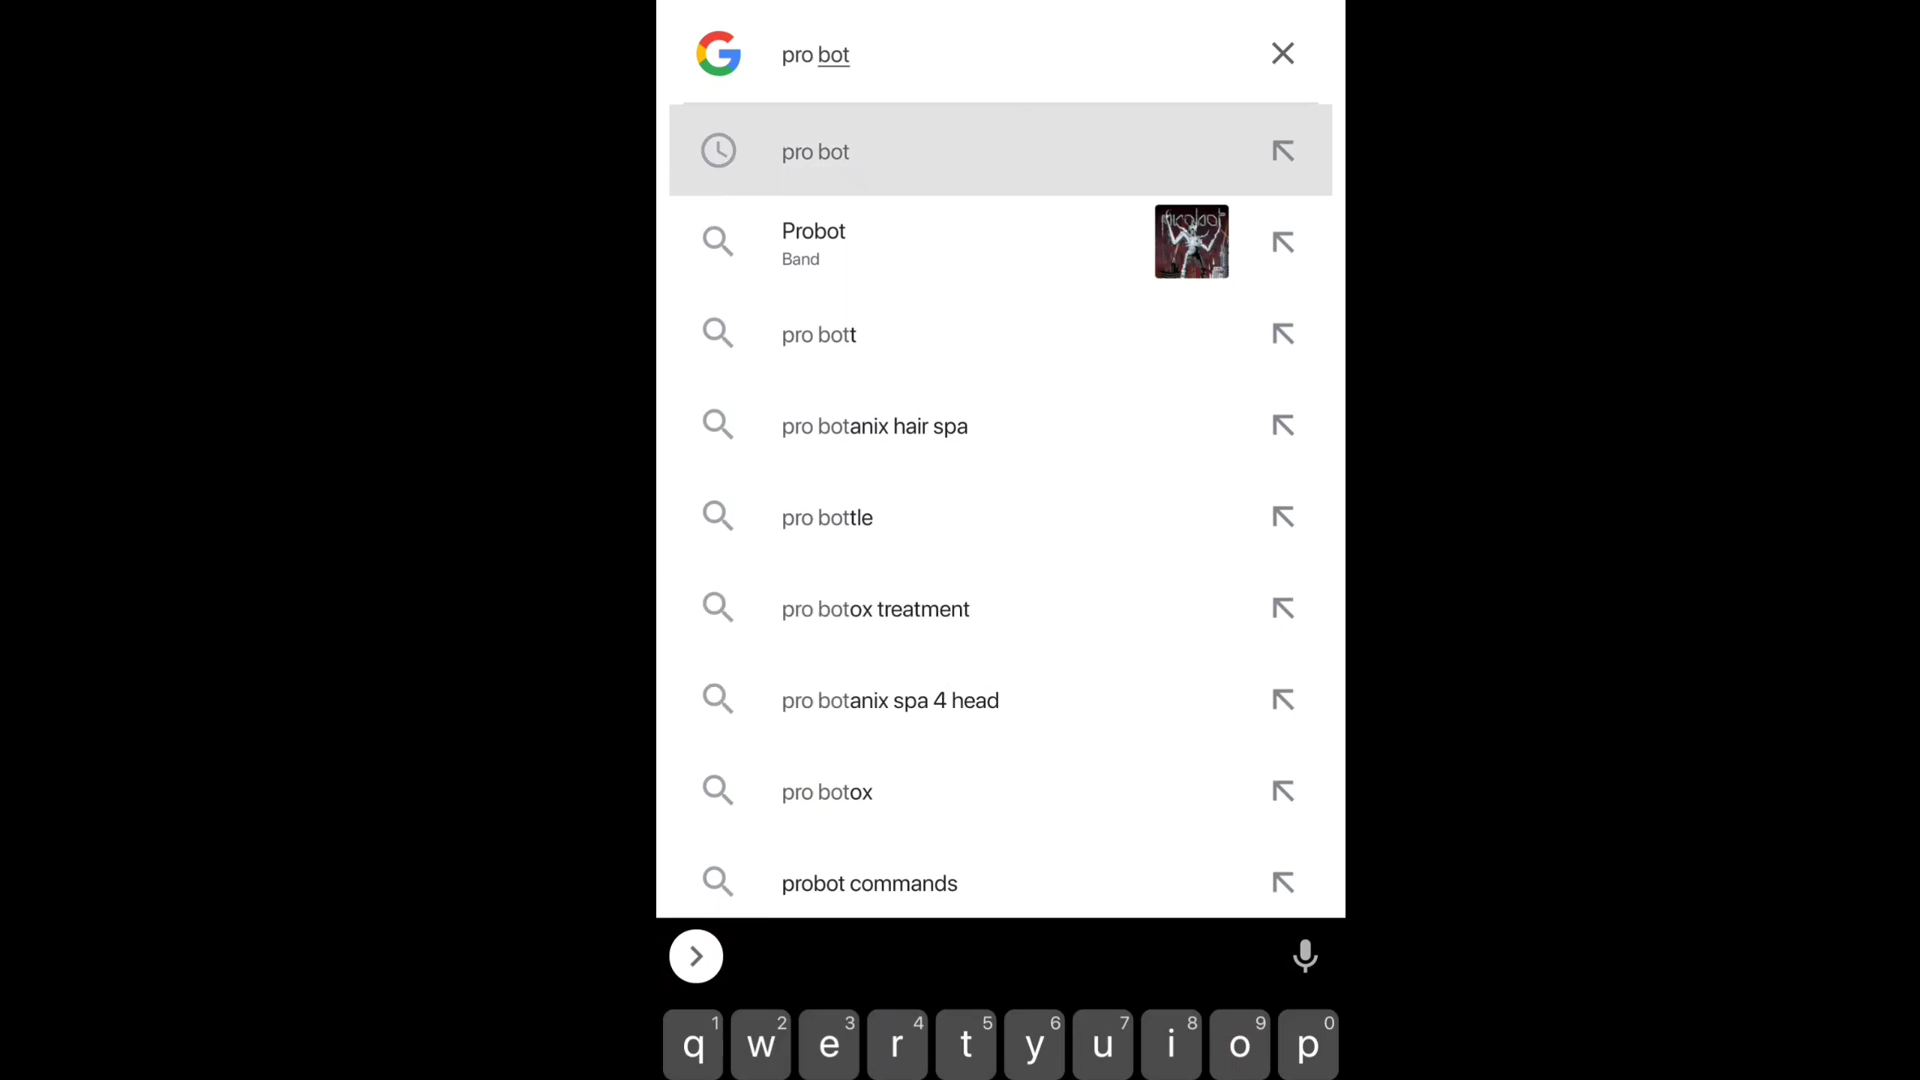 pro bot
pro bot
Probot
Band
probot
pro bott
pro botanix hair spa
pro bottle
pro botox treatment
pro botanix spa 4 head
pro botox
probot commands
1 2 3 4 5 6 7 8 9 0
q w e r t y u i o p